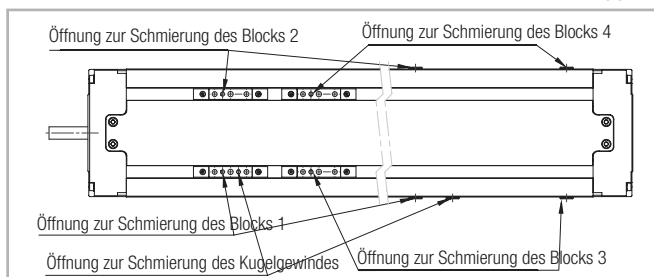 Öffnung zur Schmierung des Blocks 2
Öffnung zur Schmierung des Blocks 4
Öffnung zur Schmierung des Blocks 1
Öffnung zur Schmierung des Kugelgewindes
Öffnung zur Schmierung des Blocks 3